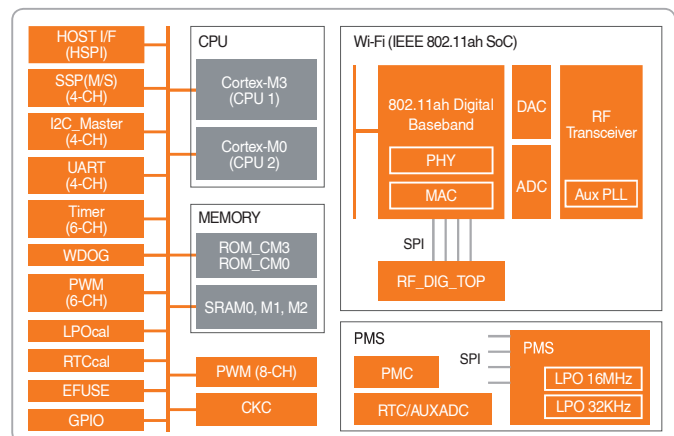 HOST I/F
(HSPI)
SSP(M/S)
(4-CH)
I2C_Master
(4-CH)
UART
(4-CH)
Timer
(6-CH)
WDOG
PWM
(6-CH)
LPOcal
RTCcal
EFUSE
GPIO
CPU
Cortex-M3
(CPU 1)
Cortex-M0
(CPU 2)
MEMORY
ROM_CM3
ROM_CM0
SRAM0, M1, M2
PWM (8-CH)
CKC
Wi-Fi (IEEE 802.11ah SoC)
802.11ah Digital
Baseband
PHY
MAC
DAC
ADC
RF
Transceiver
Aux PLL
SPI
RF_DIG_TOP
PMS
PMC
RTC/AUXADC
SPI
PMS
LPO 16MHz
LPO 32KHz